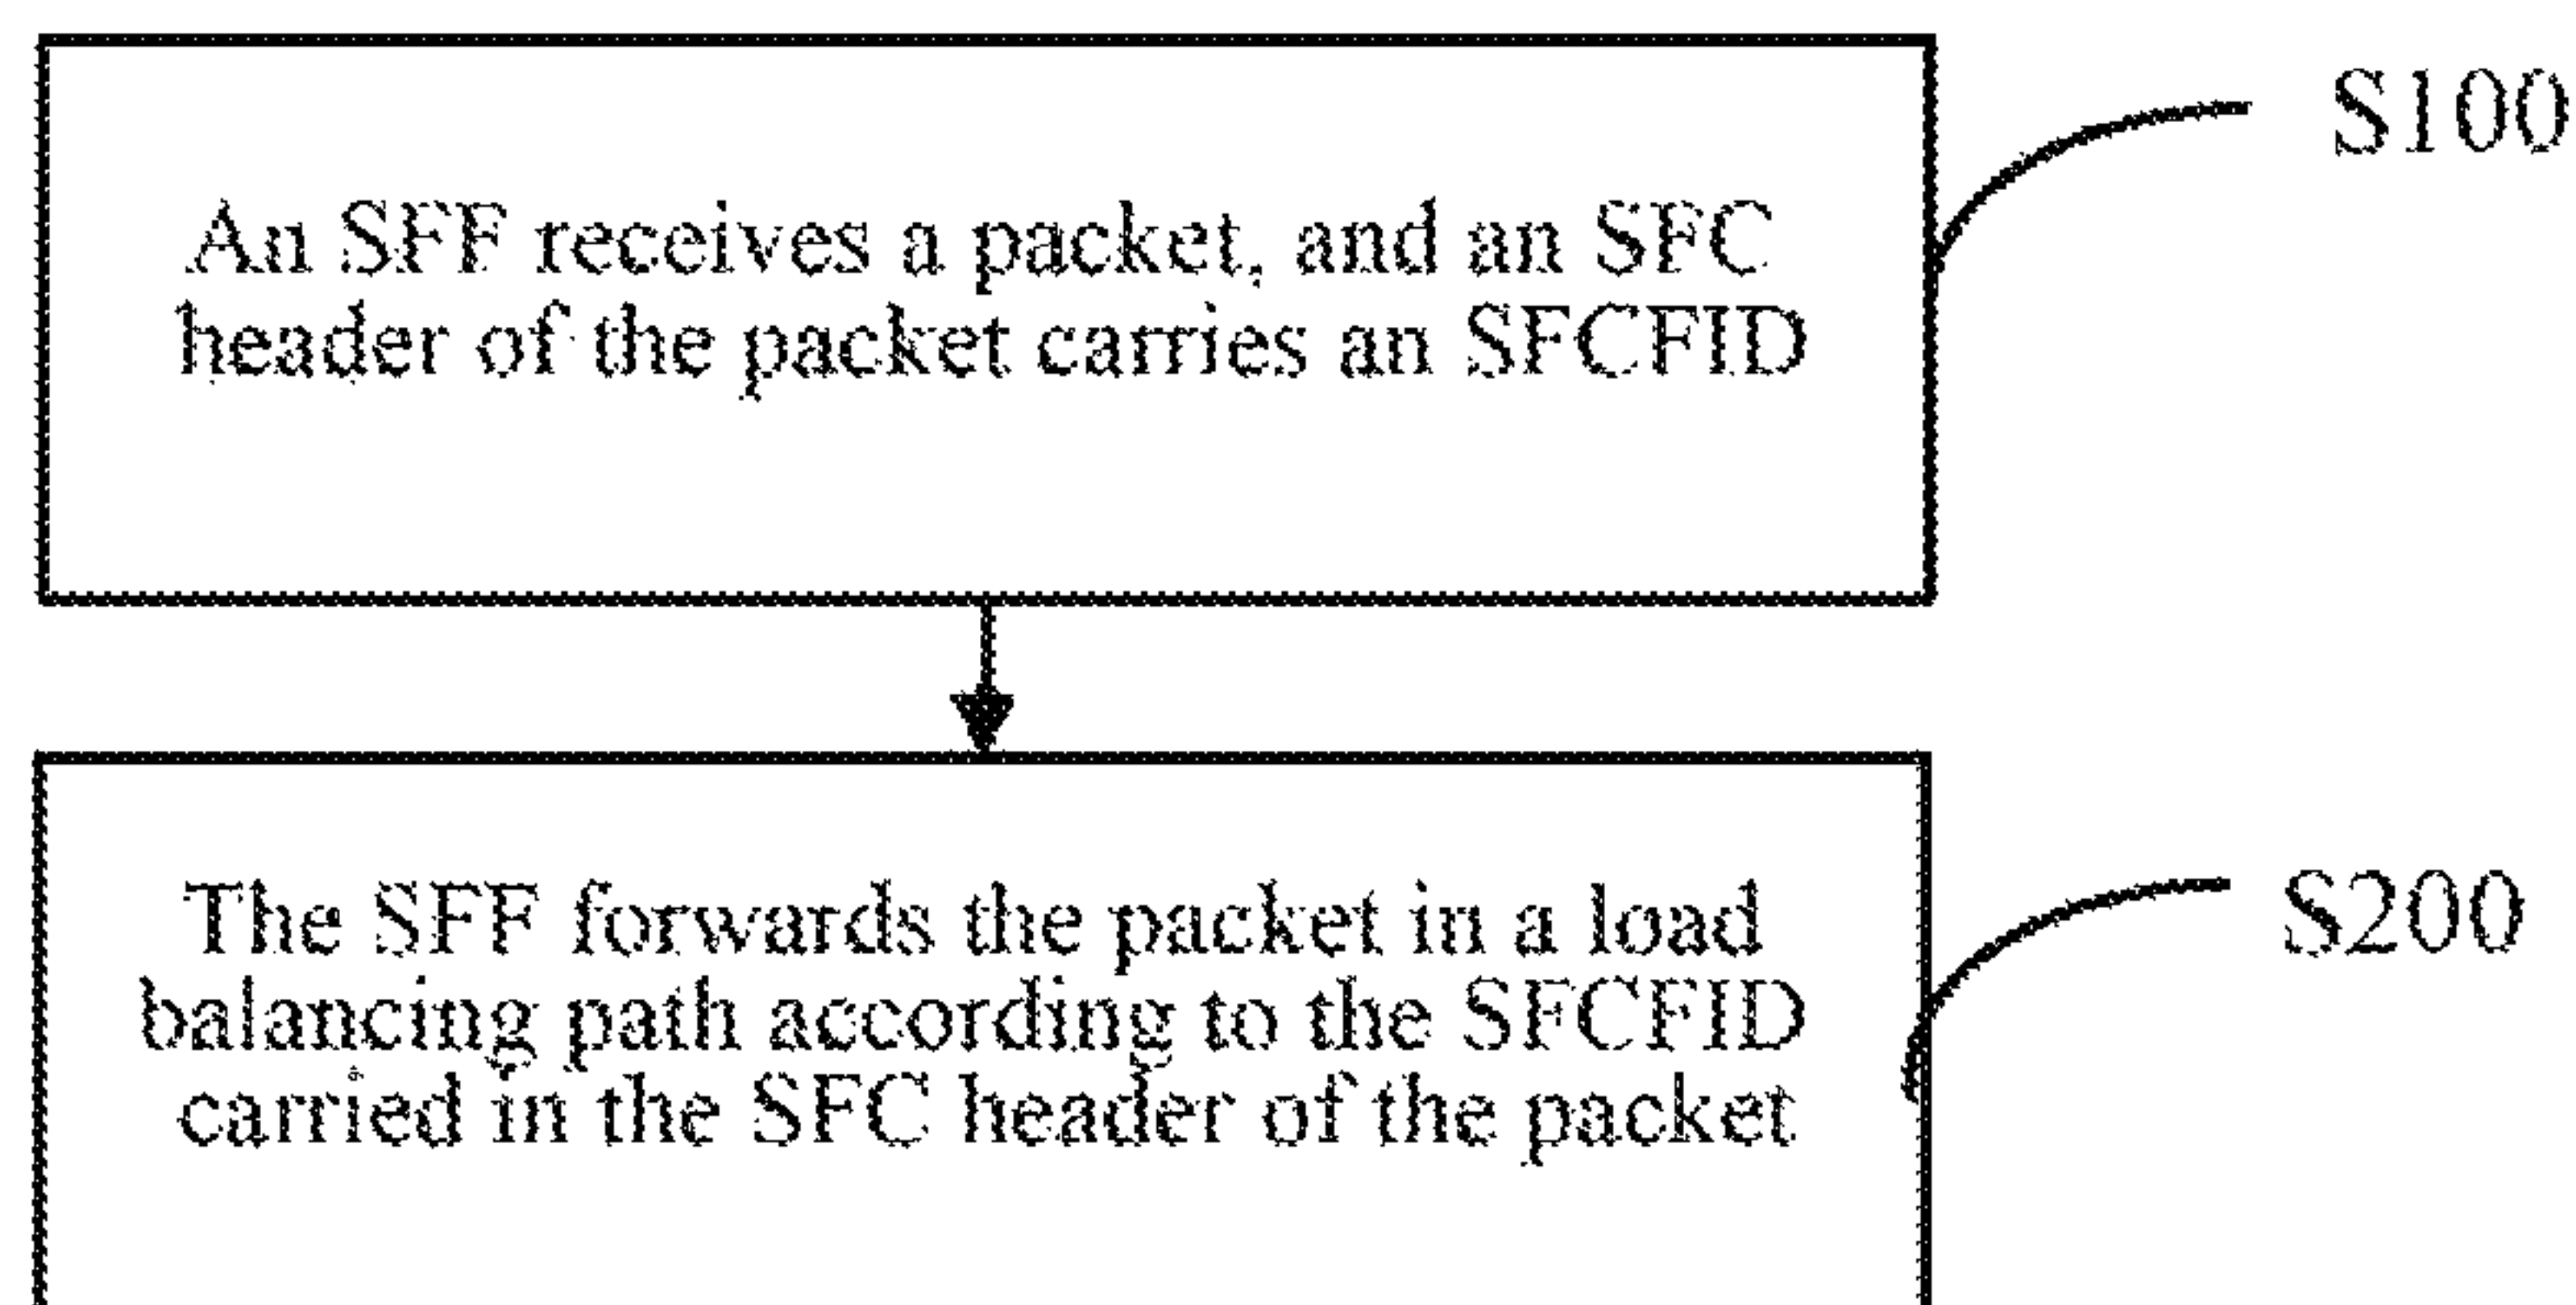 An SFF receives a packet, and an SFC
header of the packet carries an SFCFID
S100
The SFF forwards the packet in a load
balancing path according to the SFCFID
carried in the SFC header of the packet
S200